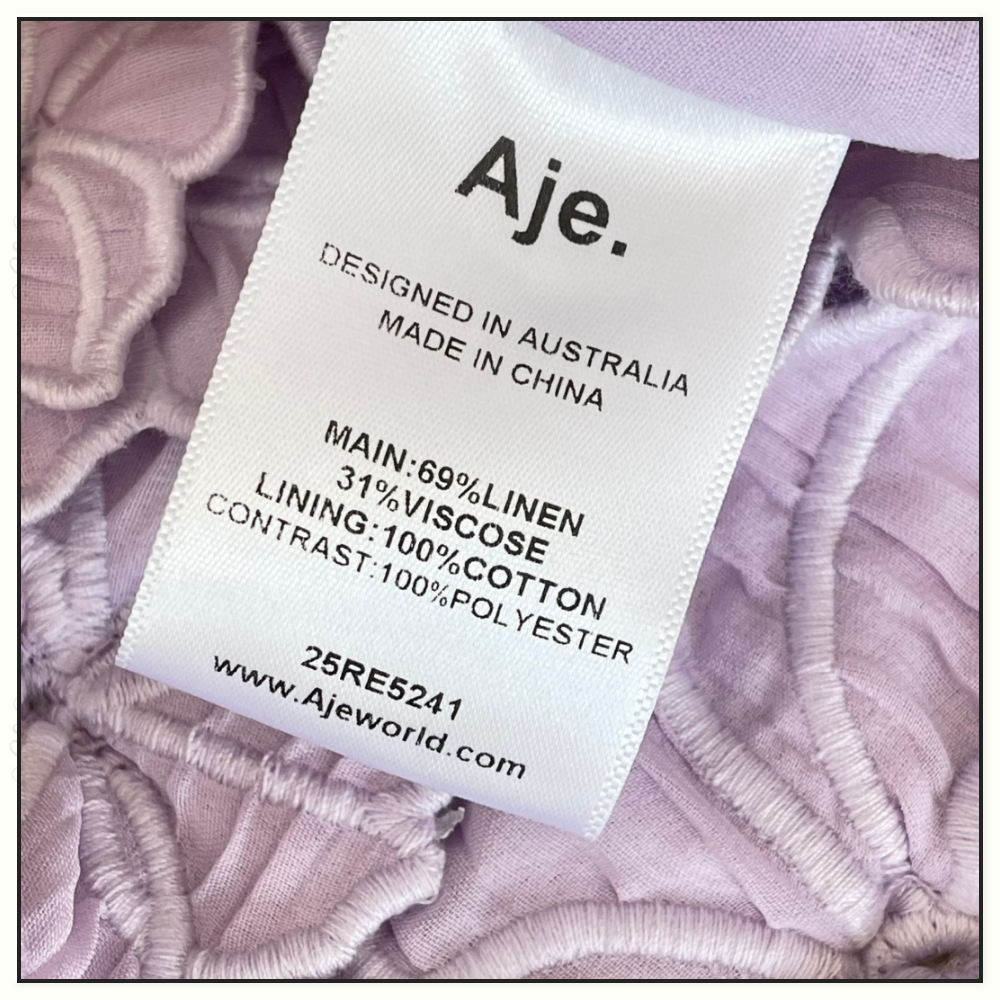 Aje.
DESIGNED IN AUSTRALIA
MADE IN CHINA
MAIN:69%LINEN
31%VISCOSE
LINING:100%COTTON
CONTRAST:100%POLYESTER
25RE5241
www.Ajeworld.com